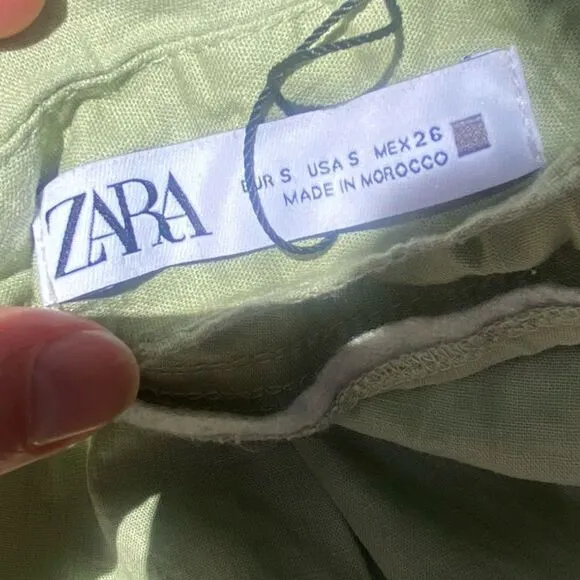 ZARA
EUR S USA S MEX 26
MADE IN MOROCCO